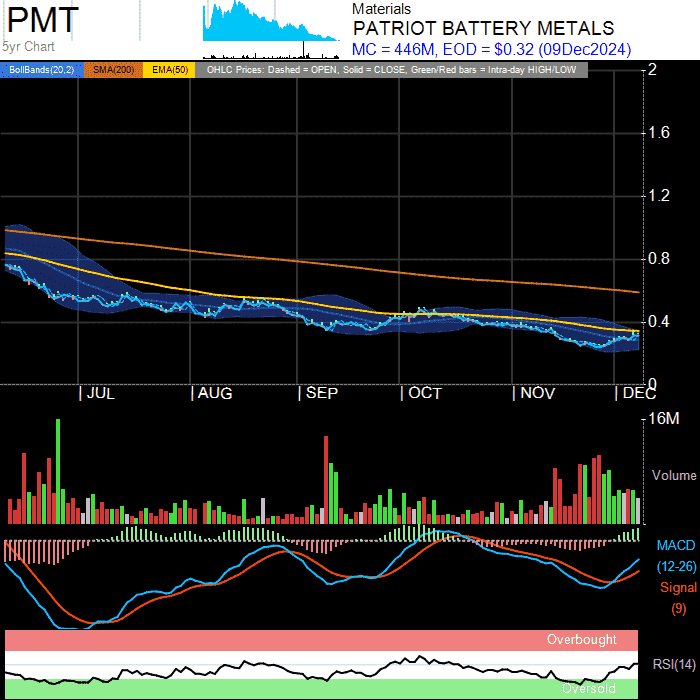 PMT
5yr Chart
Materials
PATRIOT BATTERY METALS
MC = 446M, EOD = $0.32 (09Dec2024)
BollBands(20,2) SMA(200) EMA(50) OHLC Prices: Dashed = OPEN, Solid = CLOSE, Green/Red bars = Intra-day HIGH/LOW
2
1.6
1.2
0.8
0.4
0
| JUL | AUG | SEP | OCT | NOV | DEC
16M
Volume
MACD
(12-26)
Signal
(9)
Overbought
RSI(14)
Oversold